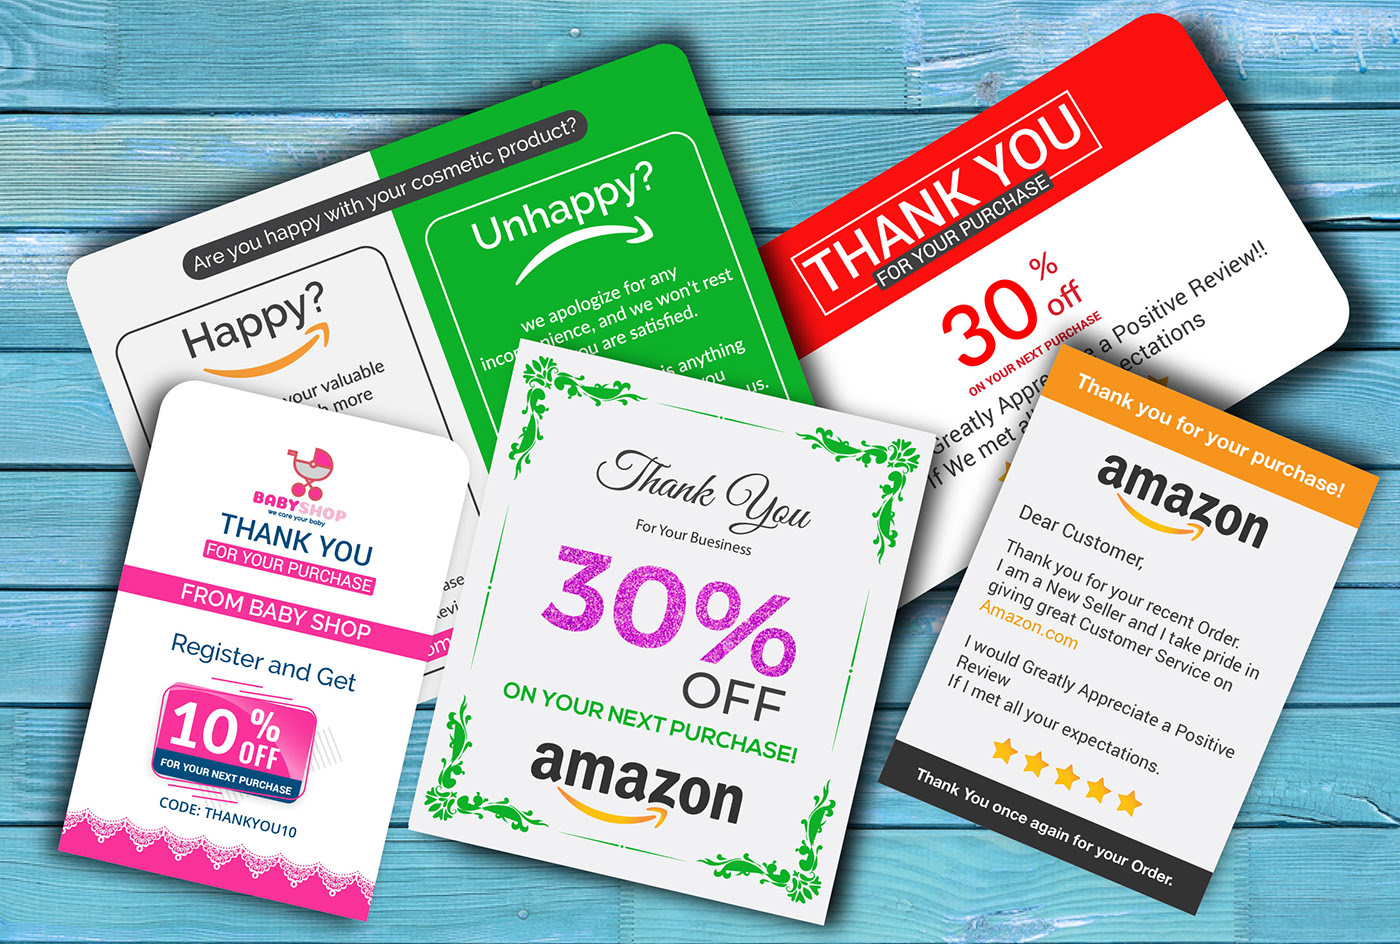 Are you happy with your cosmetic product?
Happy?
your valuable
more
Unhappy?
we apologize for any
and we won't rest
you are satisfied.
is anything
you
us.
THANK YOU
FOR YOUR PURCHASE
30%
off
ON YOUR NEXT PURCHASE
a Positive Review!!
Greatly
If We met
BABYSHOP
we care your baby
THANK YOU
FOR YOUR PURCHASE
FROM BABY SHOP
Register and Get
10%
OFF
FOR YOUR NEXT PURCHASE
CODE: THANKYOU10
Thank You
For Your Buesiness
30%
OFF
ON YOUR NEXT PURCHASE!
amazon
Thank you for your purchase!
amazon
Dear Customer,
Thank you for your recent Order.
I am a New Seller and I take pride in
giving great Customer Service on
Amazon.com
I would Greatly Appreciate a Positive
Review
If I met all your expectations.
Thank You once again for your Order.